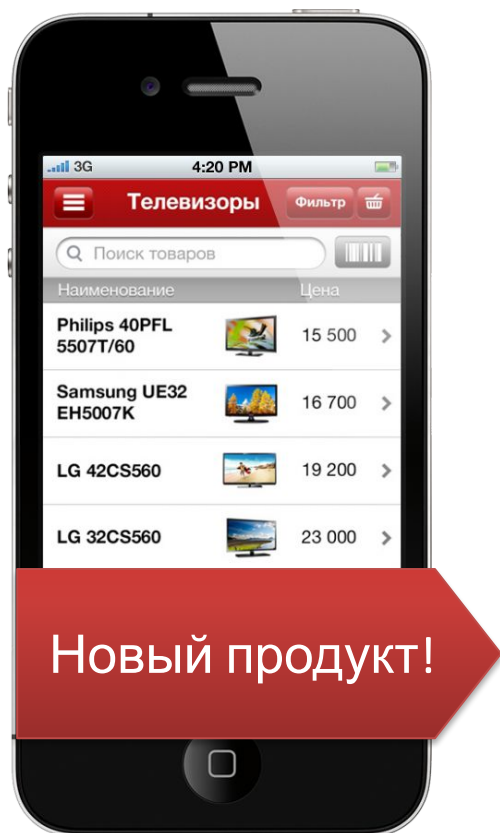 3G 4:20 PM
Телевизоры Фильтр
Поиск товаров
Наименование Цена
Philips 40PFL
5507T/60
15 500
Samsung UE32
EH5007K
16 700
LG 42CS560 19 200
LG 32CS560 23 000
Новый продукт!